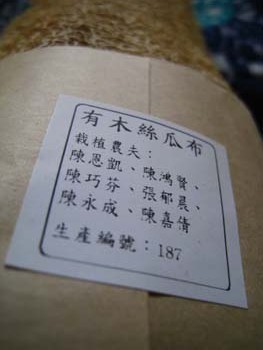 有木絲瓜布
栽植農夫：
陳恩凱、陳鴻賢、
陳巧芬、張郁晨、
陳永成、陳嘉倩
生產編號：187